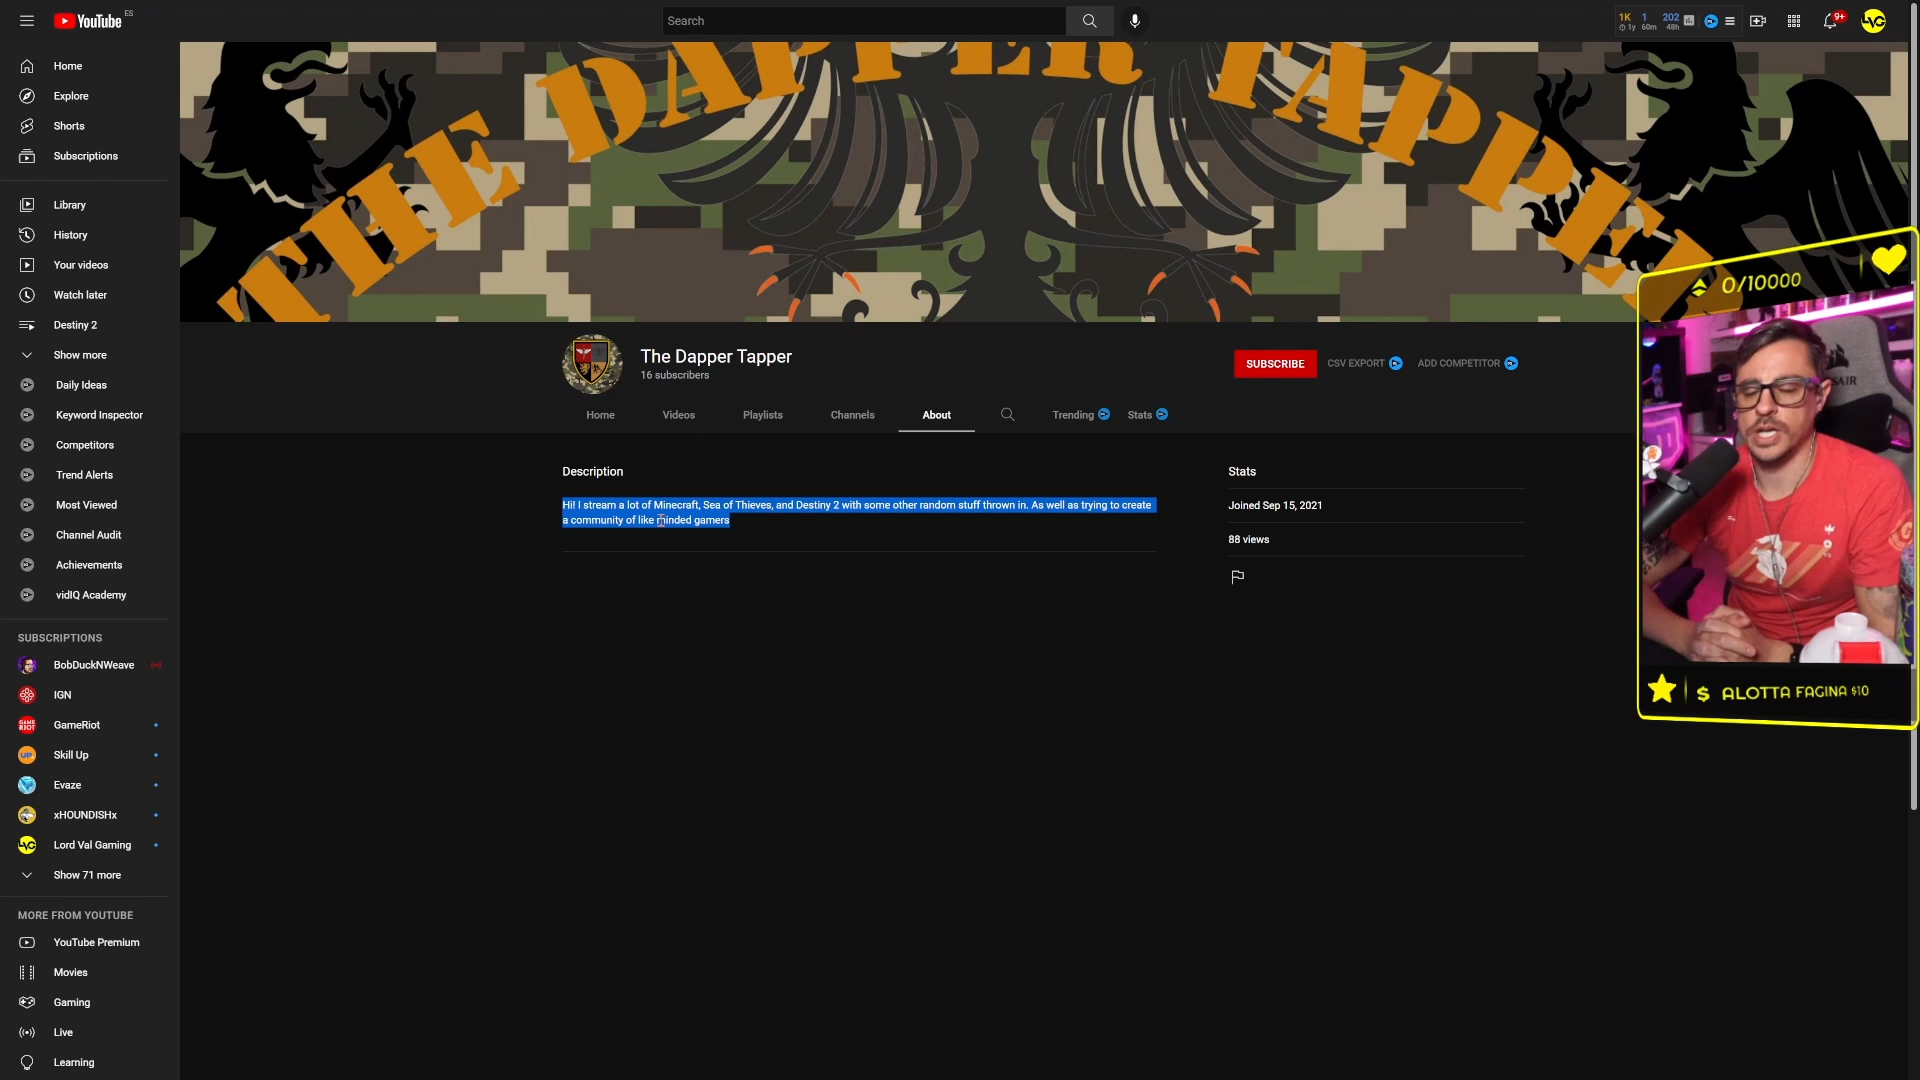 YouTube ES
Search
1K 1 202
1y 60m 48h
9+
LVG
Home
Explore
Shorts
Subscriptions
Library
History
Your videos
Watch later
Destiny 2
Show more
Daily Ideas
Keyword Inspector
Competitors
Trend Alerts
Most Viewed
Channel Audit
Achievements
vidIQ Academy
SUBSCRIPTIONS
BobDuckNWeave
IGN
GameRiot
Skill Up
Evaze
xHOUNDISHx
Lord Val Gaming
Show 71 more
MORE FROM YOUTUBE
YouTube Premium
Movies
Gaming
Live
Learning
THE DAPPER TAPPER
The Dapper Tapper
16 subscribers
SUBSCRIBE
CSV EXPORT
ADD COMPETITOR
Home Videos Playlists Channels About Trending Stats
Description
Hi! I stream a lot of Minecraft, Sea of Thieves, and Destiny 2 with some other random stuff thrown in. As well as trying to create
a community of like minded gamers
Stats
Joined Sep 15, 2021
88 views
0/10000
$ ALOTTA FAGINA $10